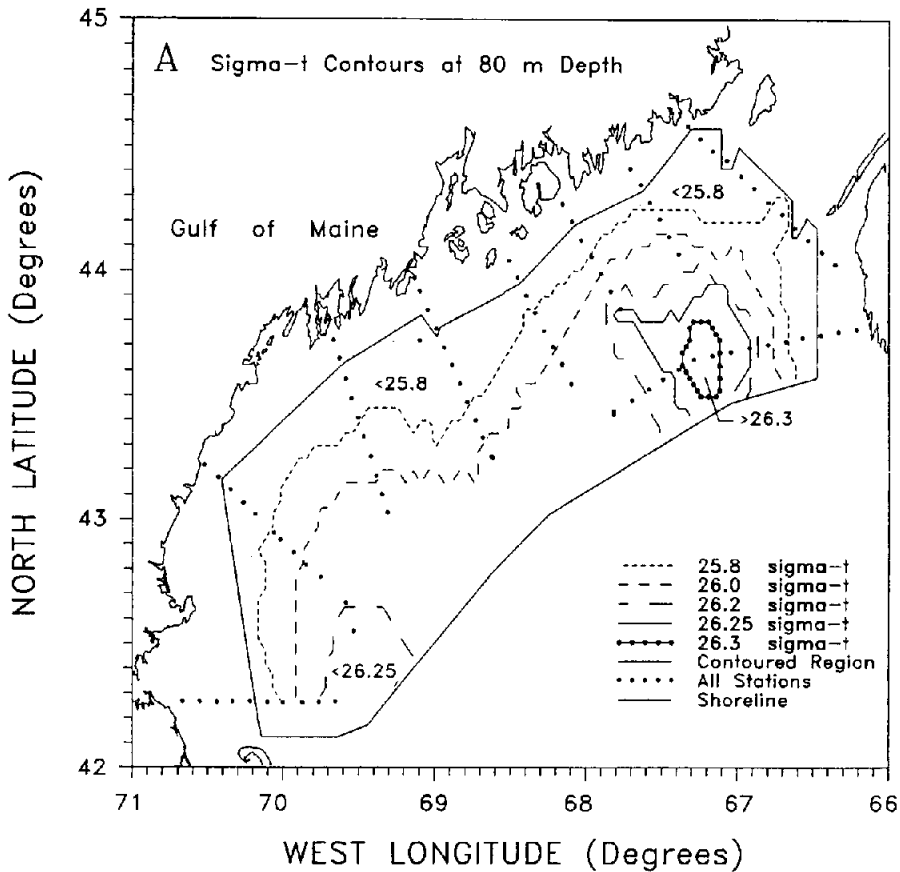 45
A Sigma-t Contours at 80 m Depth
<25.8
Gulf of Maine
44
<25.8
>26.3
43
25.8 sigma-t
26.0 sigma-t
26.2 sigma-t
26.25 sigma-t
26.3 sigma-t
Contoured Region
All Stations
Shoreline
<26.25
42
71 70 69 68 67 66
NORTH LATITUDE (Degrees)
WEST LONGITUDE (Degrees)